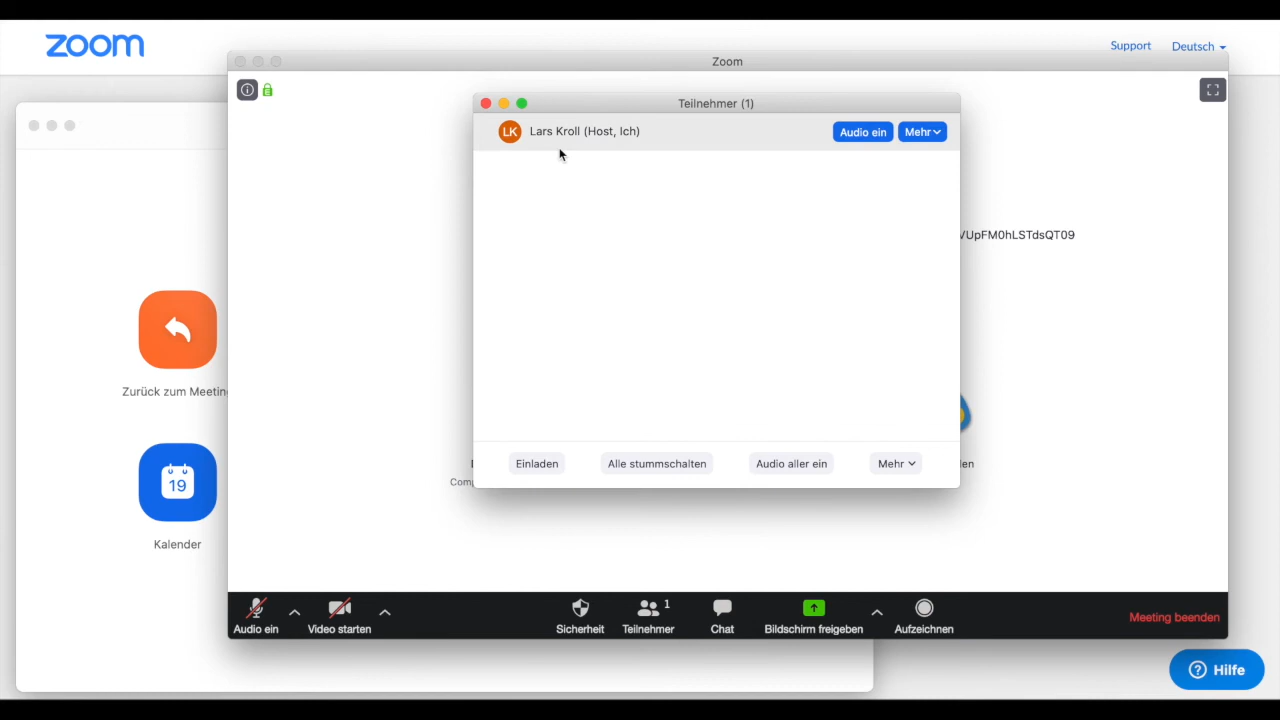 zoom
Support
Deutsch
Zoom
Teilnehmer (1)
LK
Lars Kroll (Host, Ich)
Audio ein
Mehr
VUpFM0hLSTdsQT09
Zurück zum Meeting
19
Kalender
Com
len
Einladen
Alle stummschalten
Audio aller ein
Mehr
Audio ein
Video starten
Sicherheit
1
Teilnehmer
Chat
Bildschirm freigeben
Aufzeichnen
Meeting beenden
Hilfe